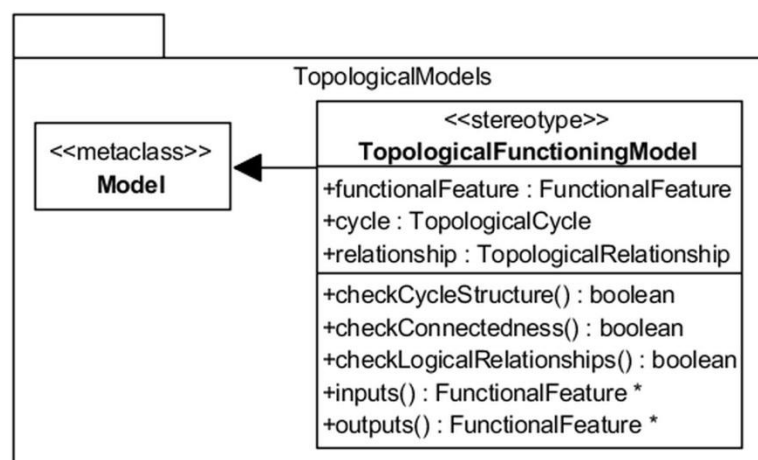 TopologicalModels
<<metaclass>>
Model
<<stereotype>>
TopologicalFunctioningModel
+functionalFeature : FunctionalFeature
+cycle : TopologicalCycle
+relationship : TopologicalRelationship
+checkCycleStructure() : boolean
+checkConnectedness() : boolean
+checkLogicalRelationships() : boolean
+inputs() : FunctionalFeature *
+outputs() : FunctionalFeature *